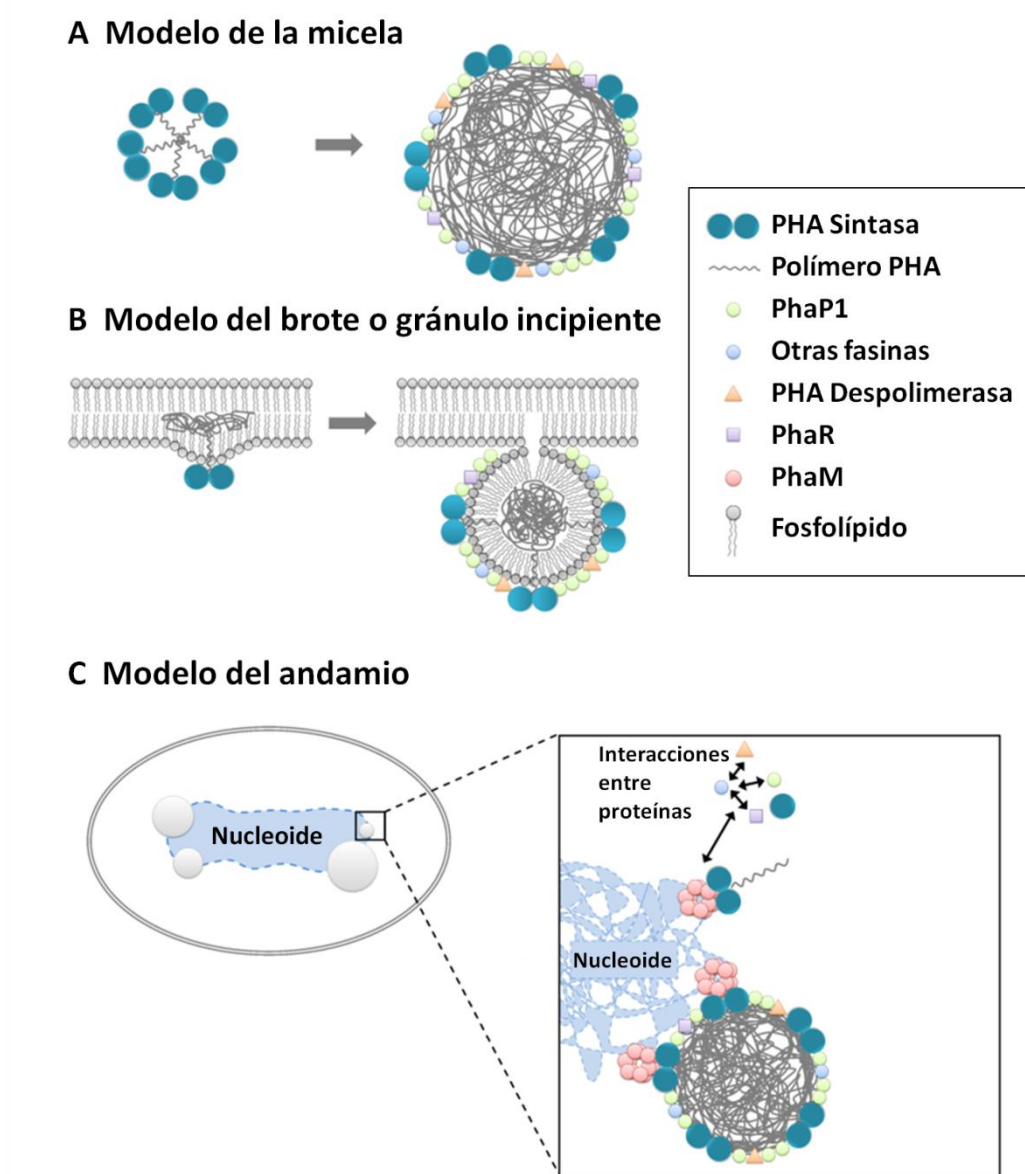 A Modelo de la micela
PHA Sintasa
Polímero PHA
PhaP1
Otras fasinas
PHA Despolimerasa
PhaR
PhaM
Fosfolípido
B Modelo del brote o gránulo incipiente
C Modelo del andamio
Nucleoide
Interacciones
entre
proteínas
Nucleoide